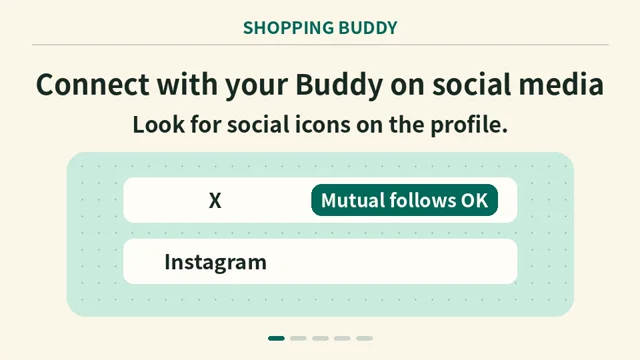 SHOPPING BUDDY
Connect with your Buddy on social media
Look for social icons on the profile.
X
Mutual follows OK
Instagram